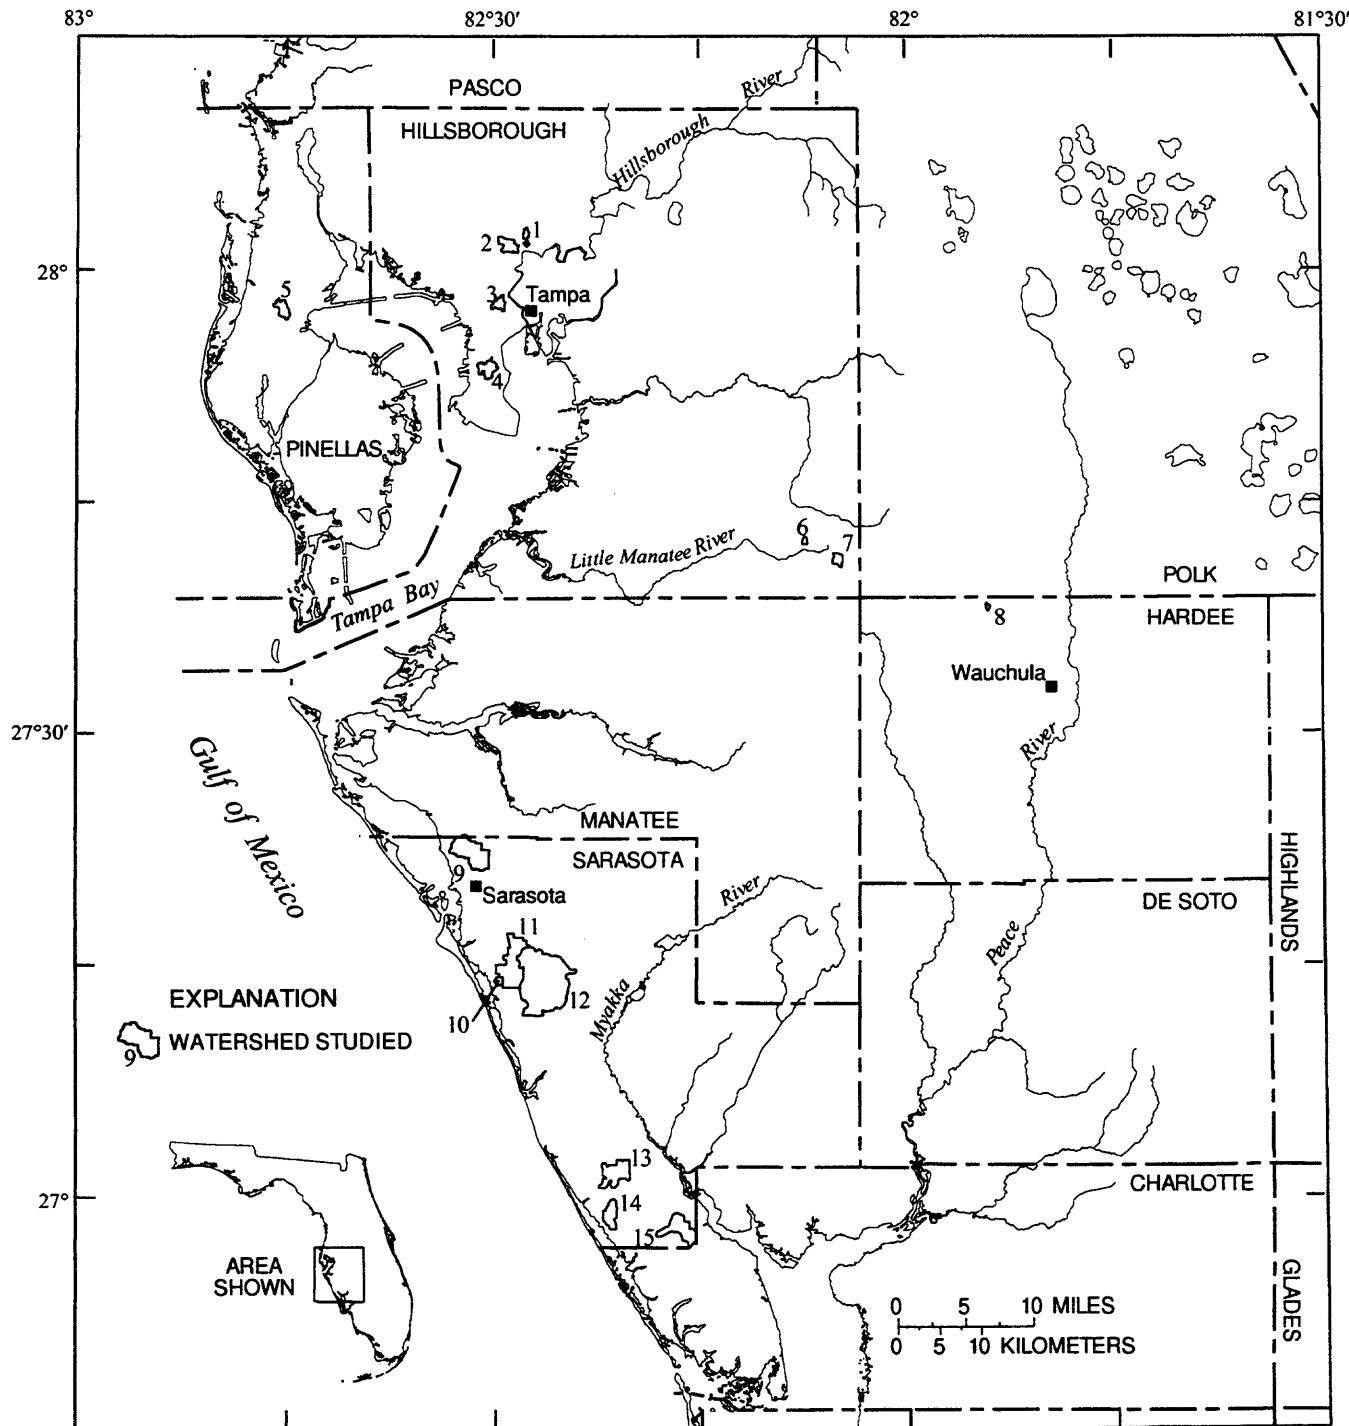 83°
82°30'
82°
81°30'
PASCO
HILLSBOROUGH
River
Hillsborough
2
1
28°
5
3
Tampa
4
PINELLAS
6
7
Little Manatee River
POLK
HARDEE
8
Tampa Bay
Wauchula
27°30'
River
Gulf of Mexico
MANATEE
SARASOTA
HIGHLANDS
9
Sarasota
River
DE SOTO
11
Peace
EXPLANATION
12
10
Myakka
9
WATERSHED STUDIED
13
27°
CHARLOTTE
14
15
AREA
SHOWN
GLADES
0 5 10 MILES
0 5 10 KILOMETERS